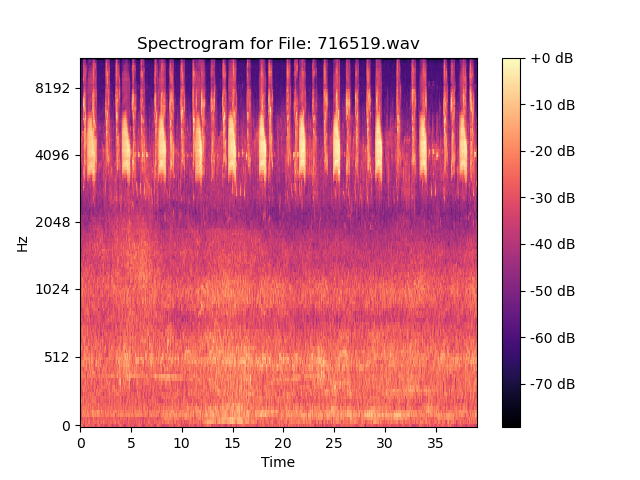 Spectrogram for File: 716519.wav
Hz
8192
4096
2048
1024
512
0
0 5 10 15 20 25 30 35
Time
+0 dB
-10 dB
-20 dB
-30 dB
-40 dB
-50 dB
-60 dB
-70 dB